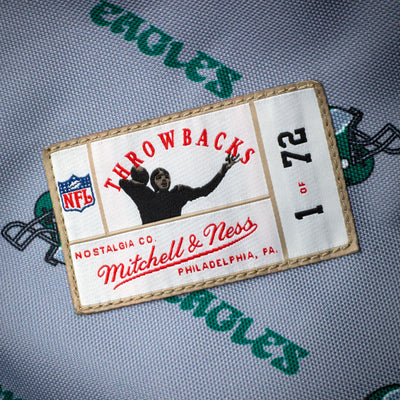 EAGLES
THROWBACKS
NFL
1 OF 72
NOSTALGIA CO.
Mitchell & Ness
PHILADELPHIA, PA.
EAGLES